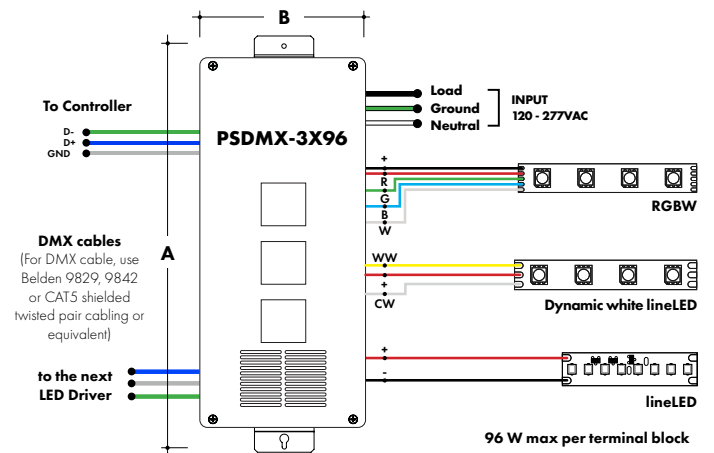 B
Load
Ground
Neutral
INPUT
120 - 277VAC
To Controller
D-
D+
GND
PSDMX-3X96
+
R
G
B
W
RGBW
DMX cables
(For DMX cable, use
Belden 9829, 9842
or CAT5 shielded
twisted pair cabling or
equivalent)
A
WW
+
CW
Dynamic white lineLED
+
-
to the next
LED Driver
lineLED
96 W max per terminal block